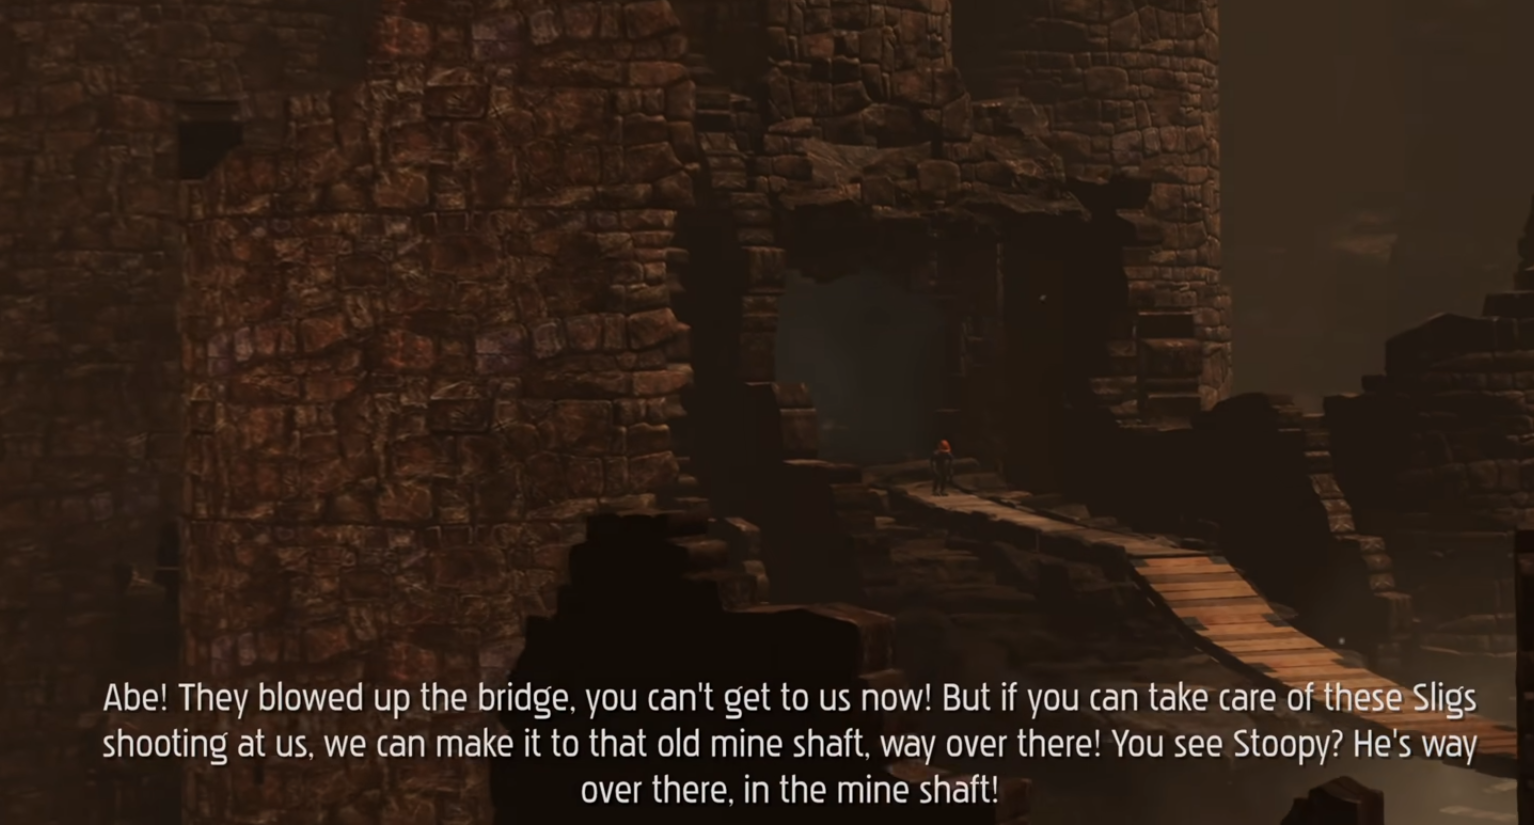 Abe! They blowed up the bridge, you can't get to us now! But if you can take care of these Sligs
shooting at us, we can make it to that old mine shaft, way over there! You see Stoopy? He's way
over there, in the mine shaft!